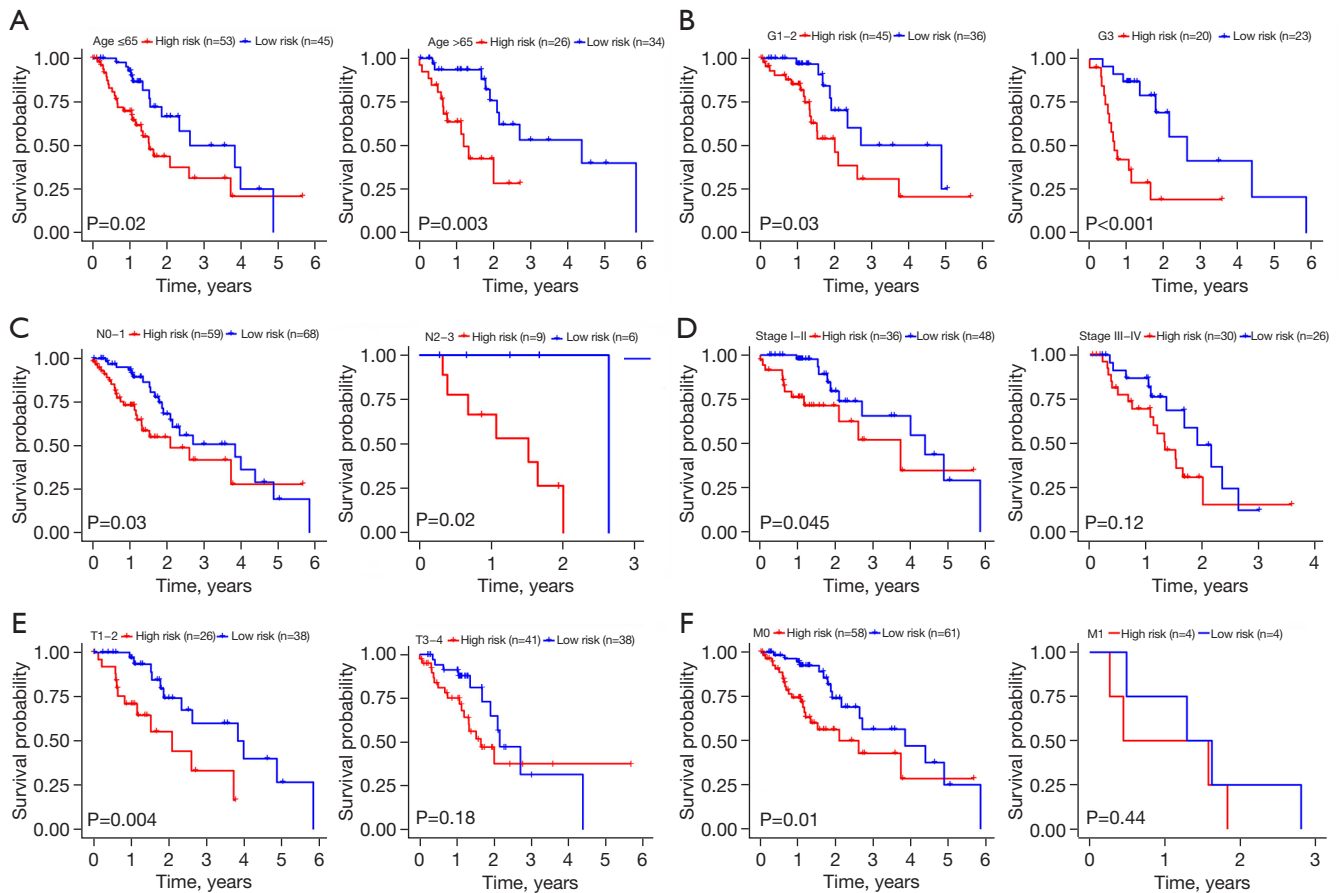 A
Age ≤65 High risk (n=53) Low risk (n=45)
Survival probability
1.00
0.75
0.50
0.25
0.00
P=0.02
0 1 2 3 4 5 6
Time, years
Age >65 High risk (n=26) Low risk (n=34)
Survival probability
1.00
0.75
0.50
0.25
0.00
P=0.003
0 1 2 3 4 5 6
Time, years
B
G1-2 High risk (n=45) Low risk (n=36)
Survival probability
1.00
0.75
0.50
0.25
0.00
P=0.03
0 1 2 3 4 5 6
Time, years
G3 High risk (n=20) Low risk (n=23)
Survival probability
1.00
0.75
0.50
0.25
0.00
P<0.001
0 1 2 3 4 5 6
Time, years
C
N0-1 High risk (n=59) Low risk (n=68)
Survival probability
1.00
0.75
0.50
0.25
0.00
P=0.03
0 1 2 3 4 5 6
Time, years
N2-3 High risk (n=9) Low risk (n=6)
Survival probability
1.00
0.75
0.50
0.25
0.00
P=0.02
0 1 2 3
Time, years
D
Stage I-II High risk (n=36) Low risk (n=48)
Survival probability
1.00
0.75
0.50
0.25
0.00
P=0.045
0 1 2 3 4 5 6
Time, years
Stage III-IV High risk (n=30) Low risk (n=26)
Survival probability
1.00
0.75
0.50
0.25
0.00
P=0.12
0 1 2 3 4
Time, years
E
T1-2 High risk (n=26) Low risk (n=38)
Survival probability
1.00
0.75
0.50
0.25
0.00
P=0.004
0 1 2 3 4 5 6
Time, years
T3-4 High risk (n=41) Low risk (n=38)
Survival probability
1.00
0.75
0.50
0.25
0.00
P=0.18
0 1 2 3 4 5 6
Time, years
F
M0 High risk (n=58) Low risk (n=61)
Survival probability
1.00
0.75
0.50
0.25
0.00
P=0.01
0 1 2 3 4 5 6
Time, years
M1 High risk (n=4) Low risk (n=4)
Survival probability
1.00
0.75
0.50
0.25
0.00
P=0.44
0 1 2 3
Time, years